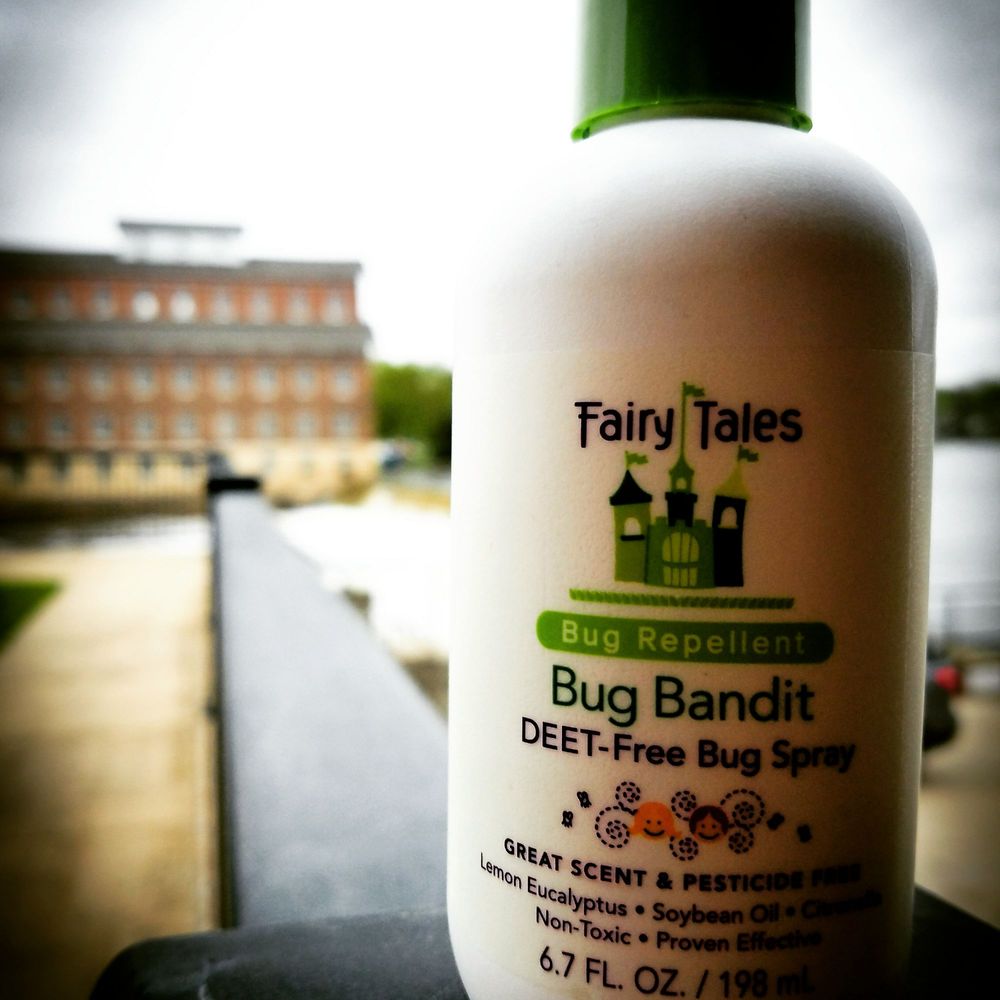 Fairy Tales
Bug Repellent
Bug Bandit
DEET-Free Bug Spray
GREAT SCENT & PESTICIDE FREE
Lemon Eucalyptus • Soybean Oil • Citronella
Non-Toxic • Proven Effective
6.7 FL. OZ. / 198 mL